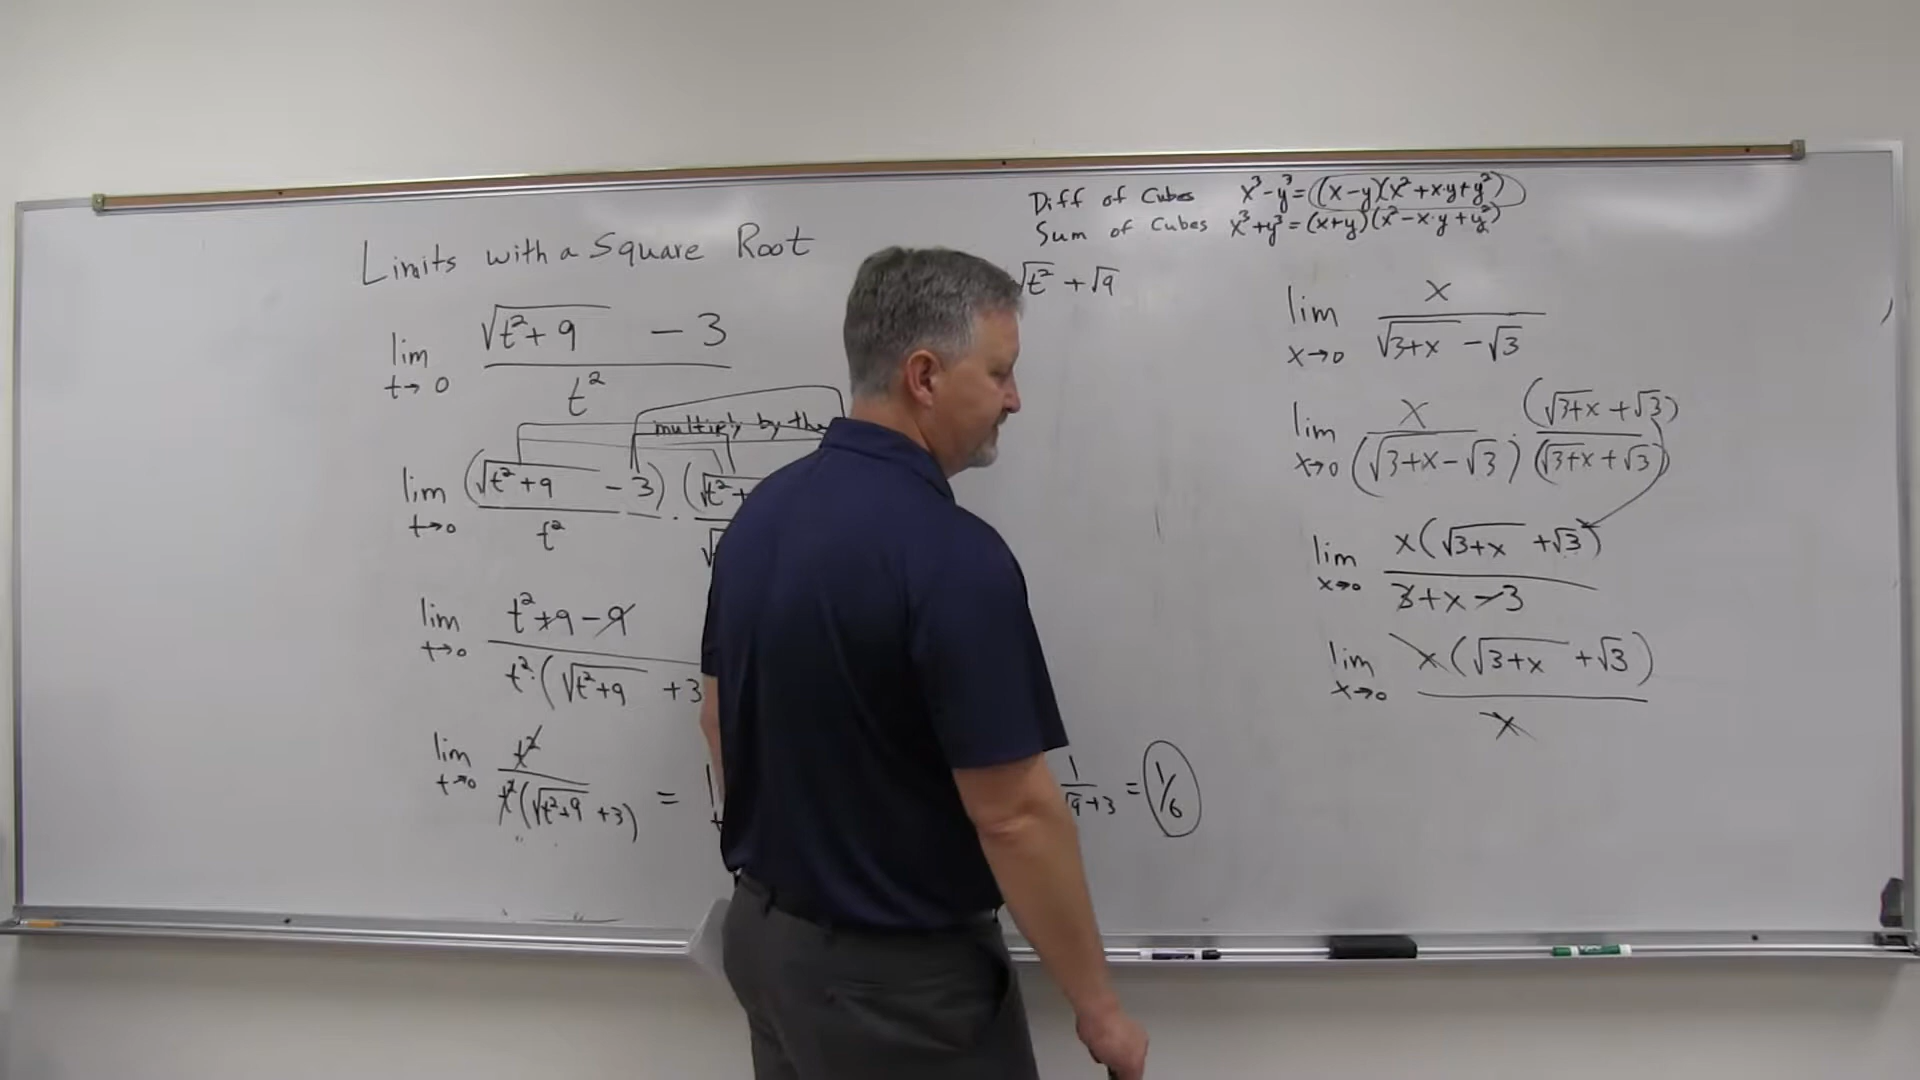 Diff of Cubes x³-y³=(x-y)(x²+x·y+y²)
Sum of Cubes x³+y³=(x+y)(x²-x·y+y²)
Limits with a Square Root
√t² + √9
lim t→0 (√(t²+9) - 3)/t²
multiply by the
lim t→0 (√(t²+9) - 3)/t² · (√t²+
lim t→0 (t²+9-9)/(t²·(√(t²+9) +3
lim t→0 t²/(t²(√(t²+9) +3)) =
1/(√9+3) = 1/6
lim x→0 x/(√(3+x) - √3)
lim x→0 x/(√(3+x) - √3) · (√(3+x) + √3)/(√(3+x) + √3)
lim x→0 x(√(3+x) + √3)/(3+x-3)
lim x→0 x(√(3+x) + √3)/x